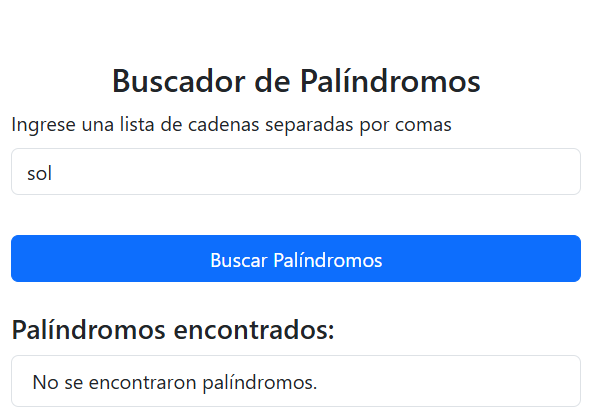 Buscador de Palíndromos
Ingrese una lista de cadenas separadas por comas
sol
Buscar Palíndromos
Palíndromos encontrados:
No se encontraron palíndromos.